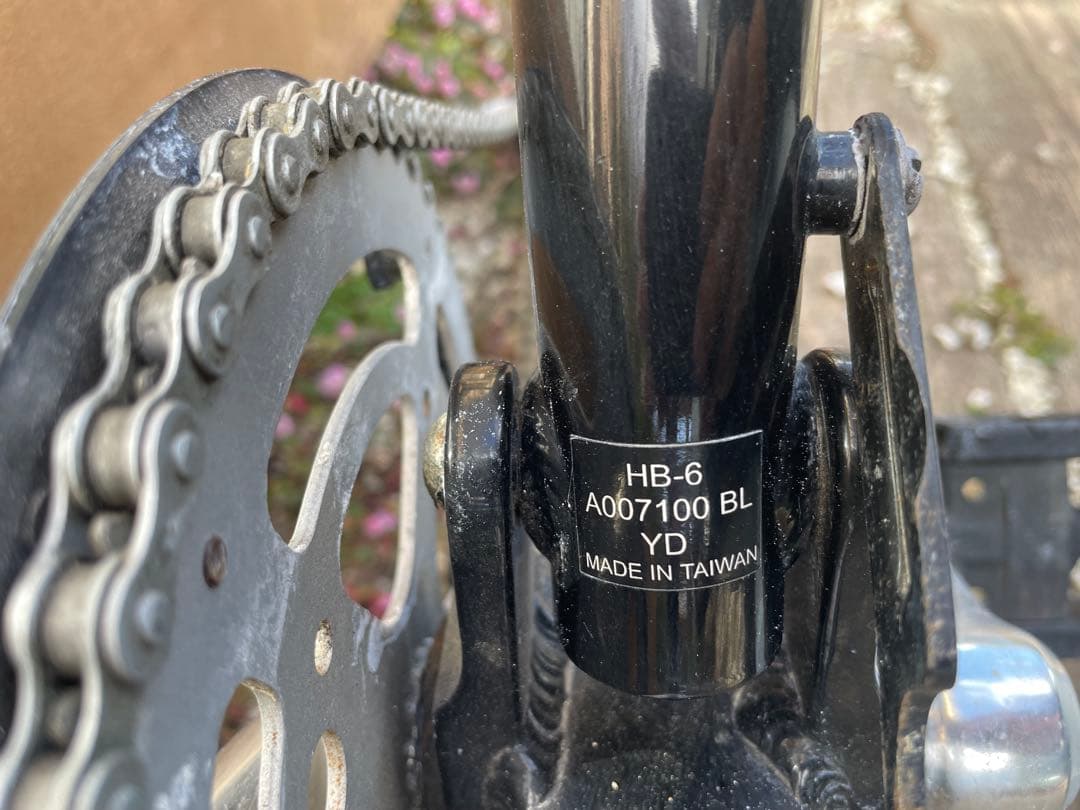 HB-6
A007100 BL
YD
MADE IN TAIWAN